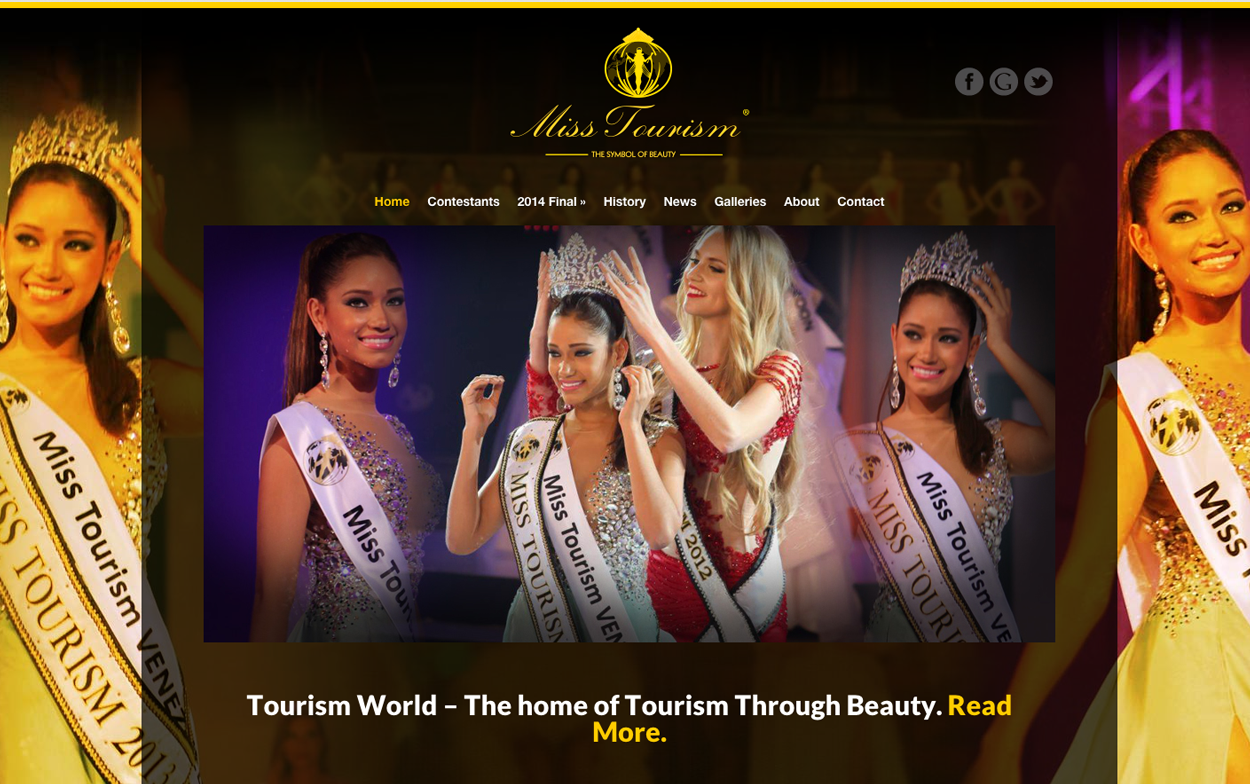 Miss Tourism®
THE SYMBOL OF BEAUTY
Home Contestants 2014 Final » History News Galleries About Contact
Miss Tourism VENEZ
MISS TOURISM 2013
Miss Tour
MISS TOURISM
Miss Tourism VEN
2012
Miss Tourism VE
MISS TOURI
Miss
Tourism World – The home of Tourism Through Beauty. Read
More.